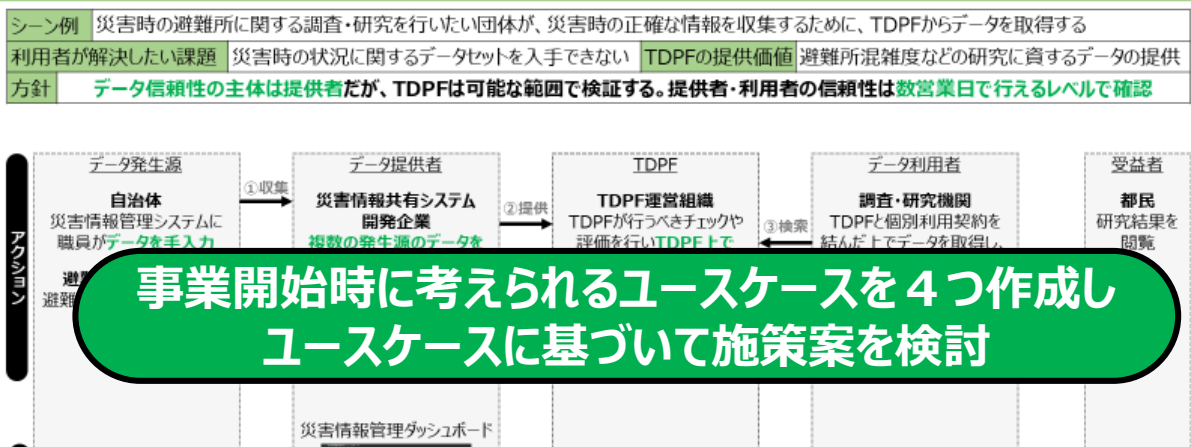 シーン例 災害時の避難所に関する調査・研究を行いたい団体が、災害時の正確な情報を収集するために、TDPFからデータを取得する
利用者が解決したい課題 災害時の状況に関するデータセットを入手できない TDPFの提供価値 避難所混雑度などの研究に資するデータの提供
方針 データ信頼性の主体は提供者だが、TDPFは可能な範囲で検証する。提供者・利用者の信頼性は数営業日で行えるレベルで確認
アクション
データ発生源
自治体
災害情報管理システムに
職員がデータを手入力
避
避難
①収集
データ提供者
災害情報共有システム
開発企業
複数の発生源のデータを
②提供
TDPF
TDPF運営組織
TDPFが行うべきチェックや
評価を行いTDPF上で
③検索
データ利用者
調査・研究機関
TDPFと個別利用契約を
結んだ上でデータを取得し、
受益者
都民
研究結果を
閲覧
事業開始時に考えられるユースケースを４つ作成し
ユースケースに基づいて施策案を検討
災害情報管理ダッシュボード